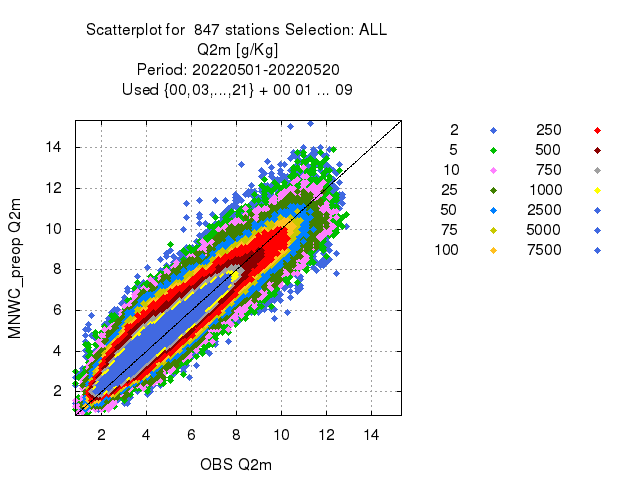 Scatterplot for 847 stations Selection: ALL
Q2m [g/Kg]
Period: 20220501-20220520
Used {00,03,...,21} + 00 01 ... 09
MNWC_preop Q2m
14
12
10
8
6
4
2
2 4 6 8 10 12 14
OBS Q2m
2 250
5 500
10 750
25 1000
50 2500
75 5000
100 7500